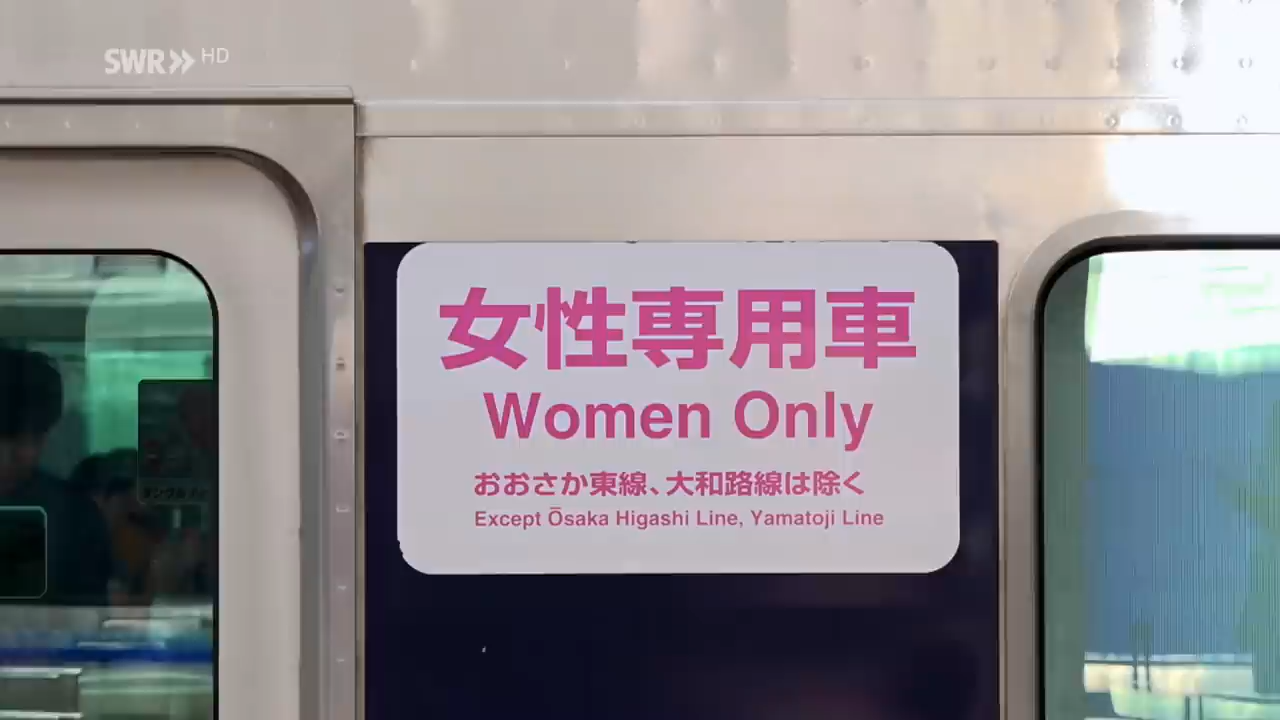 SWR» HD
女性専用車
Women Only
おおさか東線、大和路線は除く
Except Ōsaka Higashi Line, Yamatoji Line